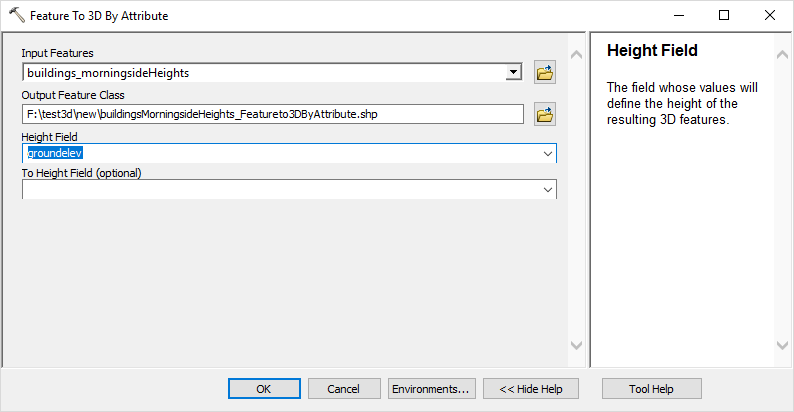 Feature To 3D By Attribute
Input Features
buildings_morningsideHeights
Output Feature Class
F:\test3d\new\buildingsMorningsideHeights_Featureto3DByAttribute.shp
Height Field
groundelev
To Height Field (optional)
Height Field
The field whose values will
define the height of the
resulting 3D features.
OK
Cancel
Environments...
<< Hide Help
Tool Help